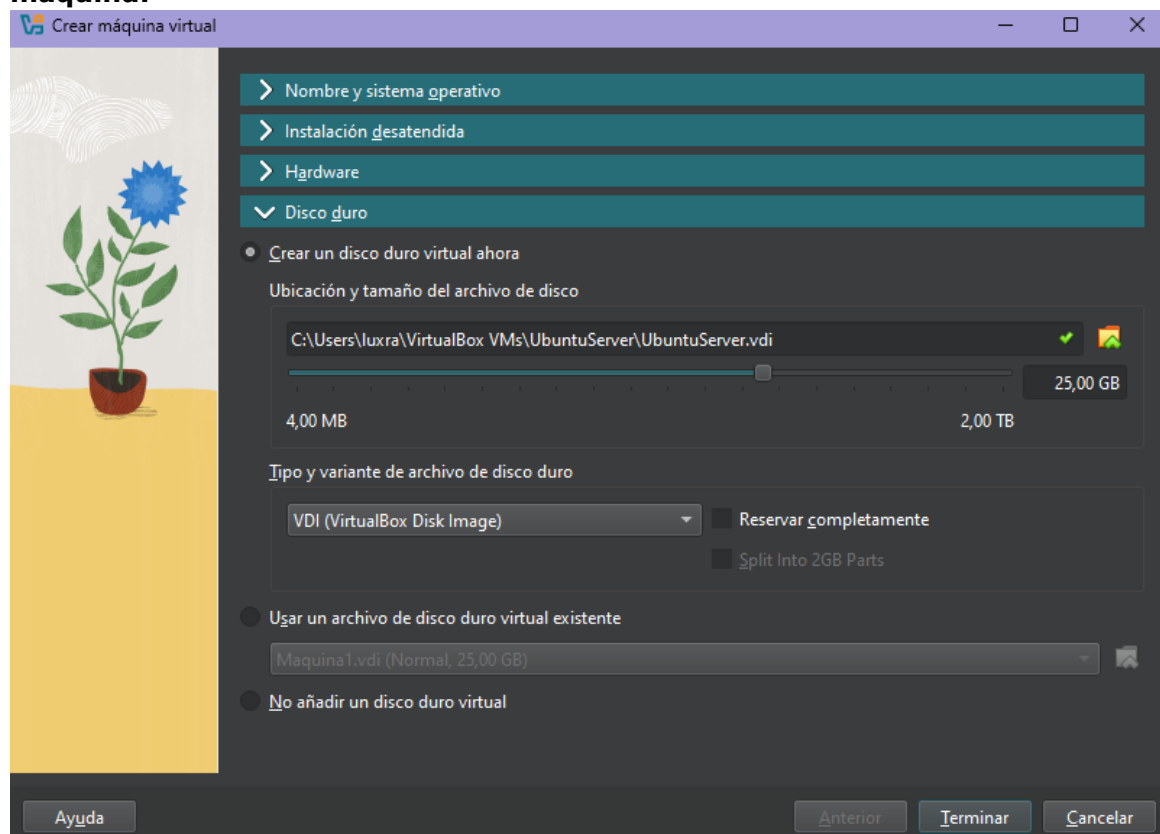 máquina:
Crear máquina virtual
Nombre y sistema operativo
Instalación desatendida
Hardware
Disco duro
Crear un disco duro virtual ahora
Ubicación y tamaño del archivo de disco
C:\Users\luxra\VirtualBox VMs\UbuntuServer\UbuntuServer.vdi
25,00 GB
4,00 MB 2,00 TB
Tipo y variante de archivo de disco duro
VDI (VirtualBox Disk Image) Reservar completamente
Split Into 2GB Parts
Usar un archivo de disco duro virtual existente
Maquina1.vdi (Normal, 25,00 GB)
No añadir un disco duro virtual
Ayuda Anterior Terminar Cancelar